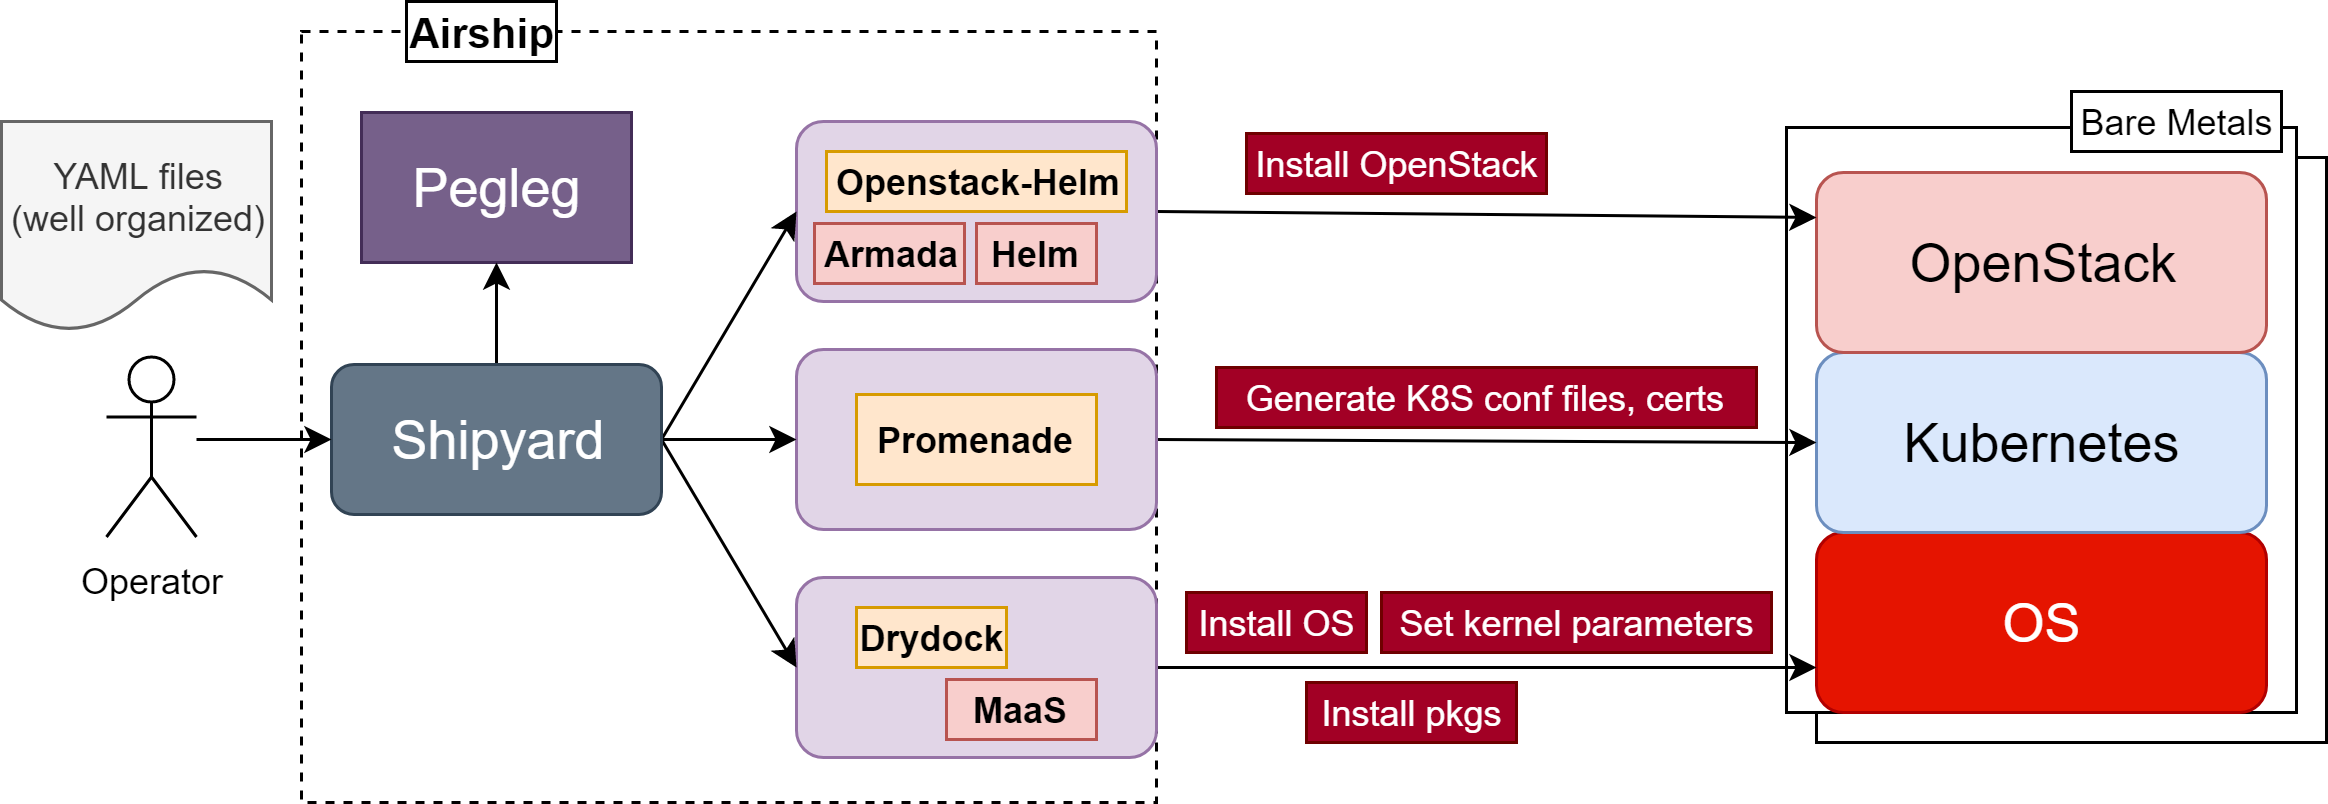 Airship
YAML files
(well organized)
Operator
Pegleg
Shipyard
Openstack-Helm
Armada
Helm
Promenade
Drydock
MaaS
Install OpenStack
Generate K8S conf files, certs
Install OS
Set kernel parameters
Install pkgs
Bare Metals
OpenStack
Kubernetes
OS